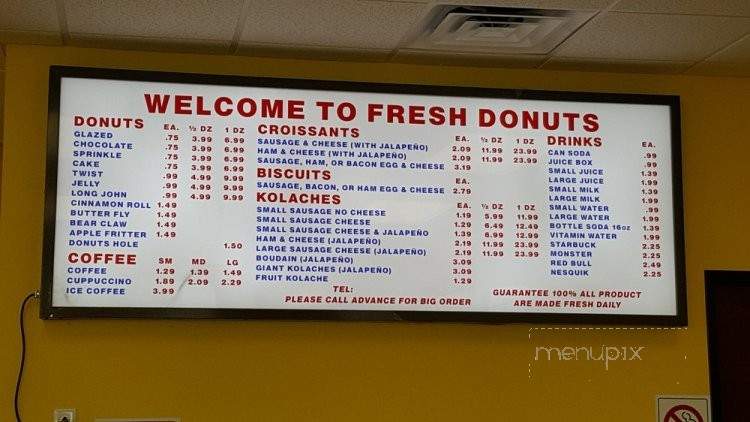 WELCOME TO FRESH DONUTS
DONUTS EA. ½ DZ 1 DZ
GLAZED .75 3.99 6.99
CHOCOLATE .75 3.99 6.99
SPRINKLE .75 3.99 6.99
CAKE .75 3.99 6.99
TWIST .99 4.99 9.99
JELLY .99 4.99 9.99
LONG JOHN .99 4.99 9.99
CINNAMON ROLL 1.49
BUTTER FLY 1.49
BEAR CLAW 1.49
APPLE FRITTER 1.49
DONUTS HOLE 1.50
COFFEE SM MD LG
COFFEE 1.29 1.39 1.49
CUPPUCCINO 1.89 2.09 2.29
ICE COFFEE 3.99
CROISSANTS EA. ½ DZ 1 DZ
SAUSAGE & CHEESE (WITH JALAPEÑO) 2.09 11.99 23.99
HAM & CHEESE (WITH JALAPEÑO) 2.09 11.99 23.99
SAUSAGE, HAM, OR BACON EGG & CHEESE 3.19
BISCUITS EA.
SAUSAGE, BACON, OR HAM EGG & CHEESE 2.79
KOLACHES EA. ½ DZ 1 DZ
SMALL SAUSAGE NO CHEESE 1.19 5.99 11.99
SMALL SAUSAGE CHEESE 1.29 6.49 12.49
SMALL SAUSAGE CHEESE & JALAPEÑO 1.39 6.99 12.99
HAM & CHEESE (JALAPEÑO) 2.19 11.99 23.99
LARGE SAUSAGE CHEESE (JALAPEÑO) 2.19 11.99 23.99
BOUDAIN (JALAPEÑO) 3.09
GIANT KOLACHES (JALAPEÑO) 3.09
FRUIT KOLACHE 1.29
DRINKS EA.
CAN SODA .99
JUICE BOX .99
SMALL JUICE 1.39
LARGE JUICE 1.99
SMALL MILK 1.39
LARGE MILK 1.99
SMALL WATER .99
LARGE WATER 1.99
BOTTLE SODA 16oz 1.39
VITAMIN WATER 1.99
STARBUCK 2.25
MONSTER 2.25
RED BULL 2.49
NESQUIK 2.25
TEL:
PLEASE CALL ADVANCE FOR BIG ORDER
GUARANTEE 100% ALL PRODUCT
ARE MADE FRESH DAILY
menupix